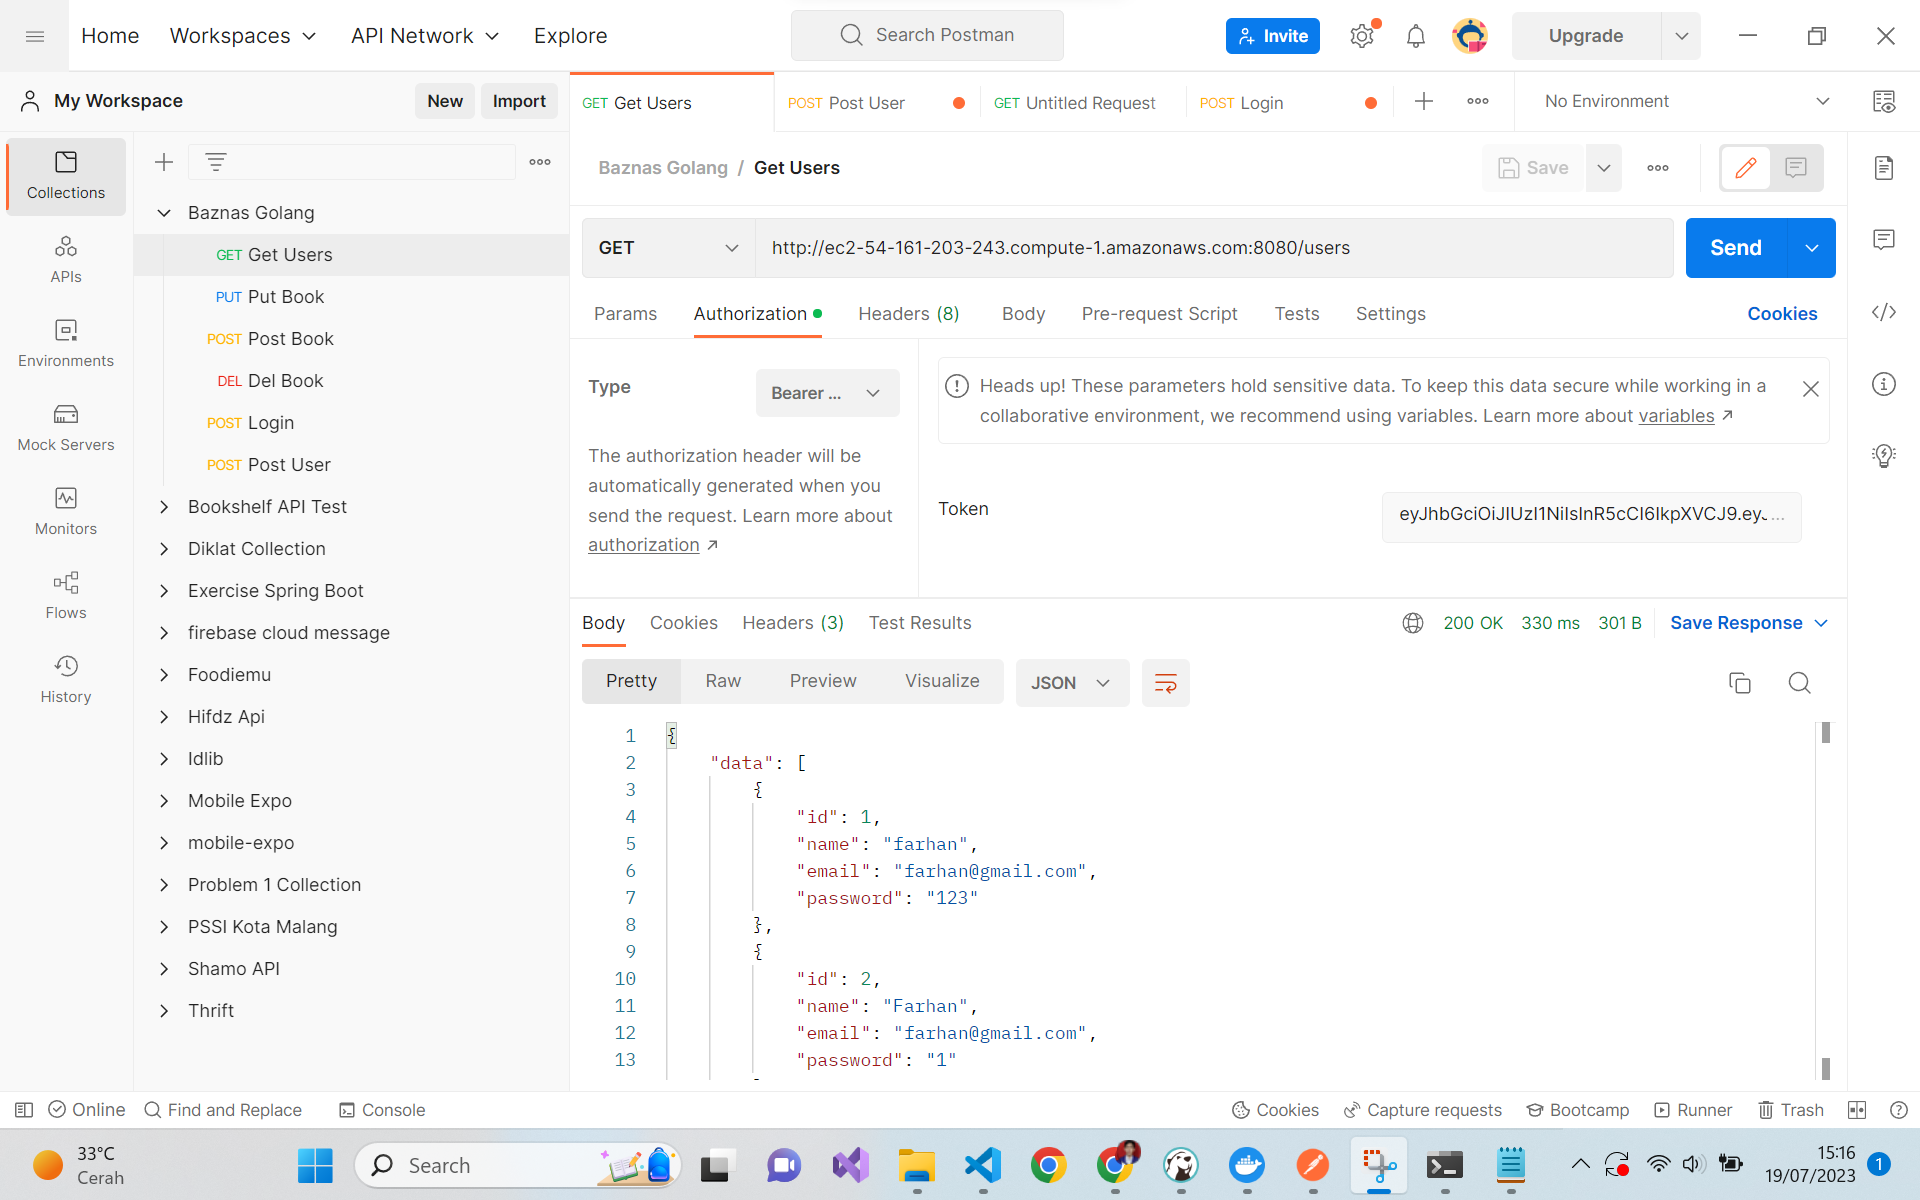 Home Workspaces API Network Explore
Search Postman
Invite
Upgrade
My Workspace
New Import
GET Get Users
POST Post User
GET Untitled Request
POST Login
No Environment
Collections
APIs
Environments
Mock Servers
Monitors
Flows
History
Baznas Golang
GET Get Users
PUT Put Book
POST Post Book
DEL Del Book
POST Login
POST Post User
Bookshelf API Test
Diklat Collection
Exercise Spring Boot
firebase cloud message
Foodiemu
Hifdz Api
Idlib
Mobile Expo
mobile-expo
Problem 1 Collection
PSSI Kota Malang
Shamo API
Thrift
Baznas Golang / Get Users
Save
GET
http://ec2-54-161-203-243.compute-1.amazonaws.com:8080/users
Send
Params Authorization Headers (8) Body Pre-request Script Tests Settings
Cookies
Type
Bearer ...
The authorization header will be
automatically generated when you
send the request. Learn more about
authorization ↗
Heads up! These parameters hold sensitive data. To keep this data secure while working in a
collaborative environment, we recommend using variables. Learn more about variables ↗
Token
eyJhbGciOiJIUzI1NiIsInR5cCI6IkpXVCJ9.eyJ...
Body Cookies Headers (3) Test Results
200 OK 330 ms 301 B
Save Response
Pretty Raw Preview Visualize
JSON
1 {
2 "data": [
3 {
4 "id": 1,
5 "name": "farhan",
6 "email": "farhan@gmail.com",
7 "password": "123"
8 },
9 {
10 "id": 2,
11 "name": "Farhan",
12 "email": "farhan@gmail.com",
13 "password": "1"
Online
Find and Replace
Console
Cookies
Capture requests
Bootcamp
Runner
Trash
33°C
Cerah
Search
15:16
19/07/2023
1